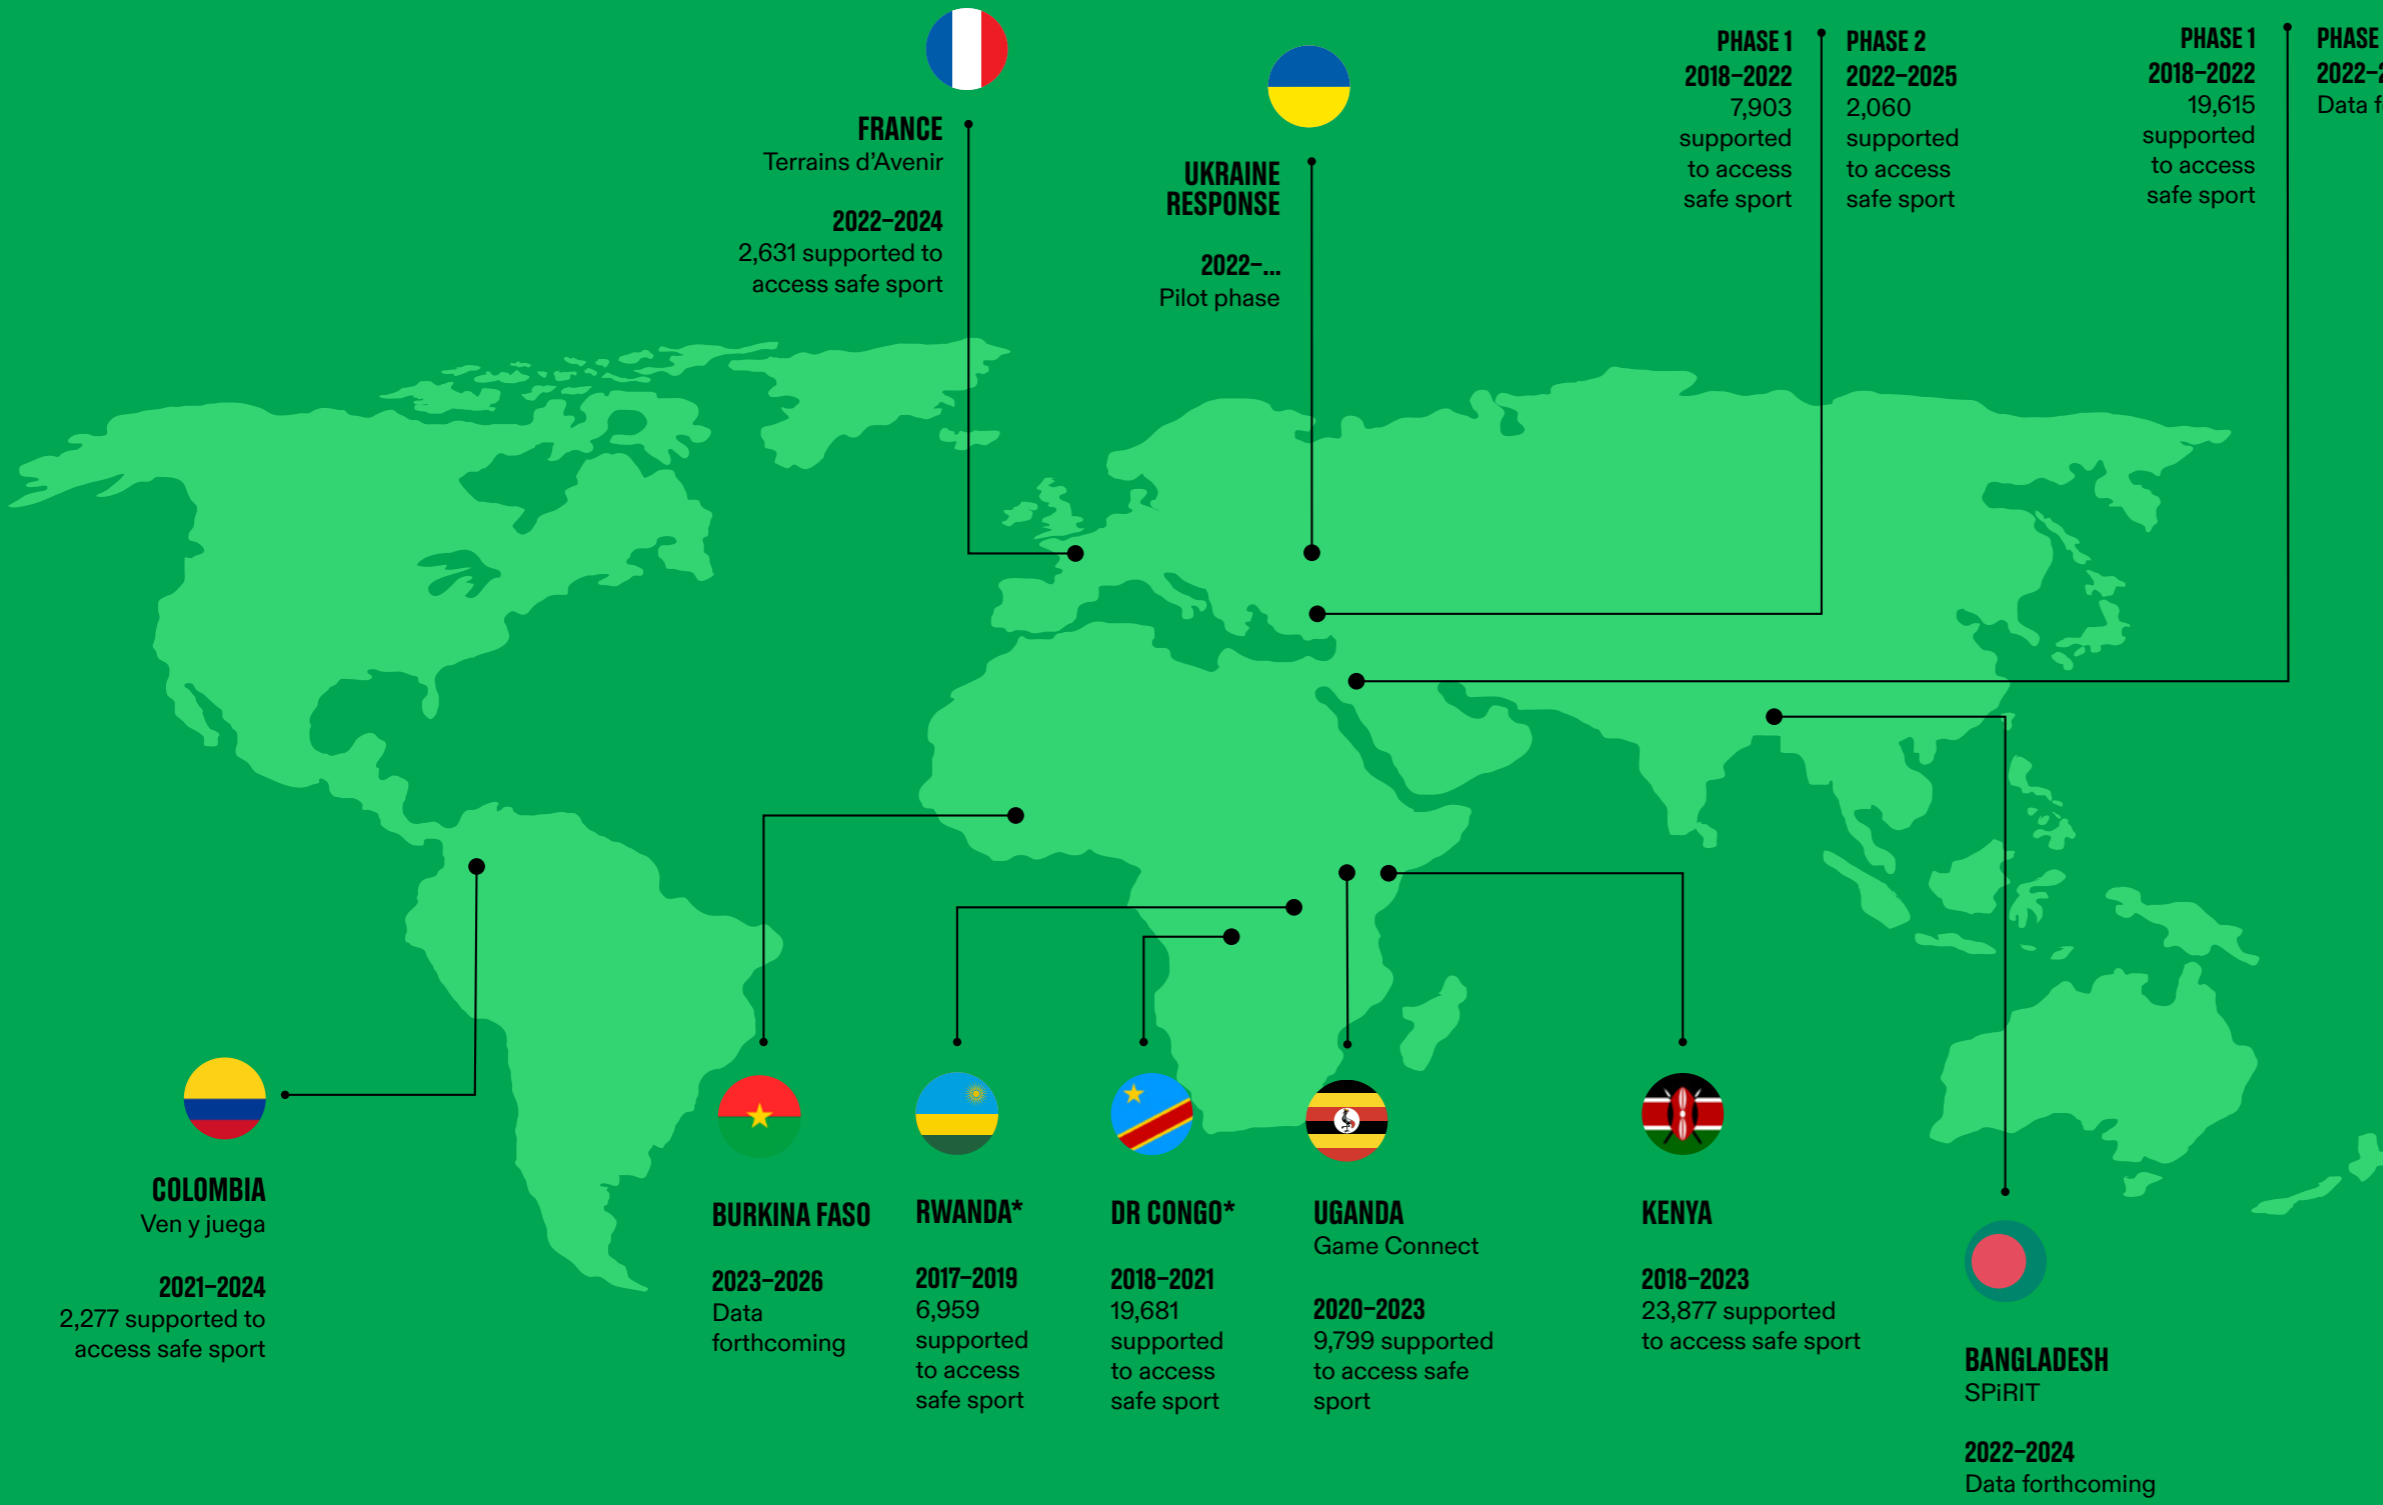 FRANCE
Terrains d'Avenir
2022–2024
2,631 supported to
access safe sport
UKRAINE
RESPONSE
2022–...
Pilot phase
PHASE 1
2018–2022
7,903
supported
to access
safe sport
PHASE 2
2022–2025
2,060
supported
to access
safe sport
PHASE 1
2018–2022
19,615
supported
to access
safe sport
PHASE
2022–
Data
COLOMBIA
Ven y juega
2021–2024
2,277 supported to
access safe sport
BURKINA FASO
2023–2026
Data
forthcoming
RWANDA*
2017–2019
6,959
supported
to access
safe sport
DR CONGO*
2018–2021
19,681
supported
to access
safe sport
UGANDA
Game Connect
2020–2023
9,799 supported
to access safe
sport
KENYA
2018–2023
23,877 supported
to access safe sport
BANGLADESH
SPiRIT
2022–2024
Data forthcoming